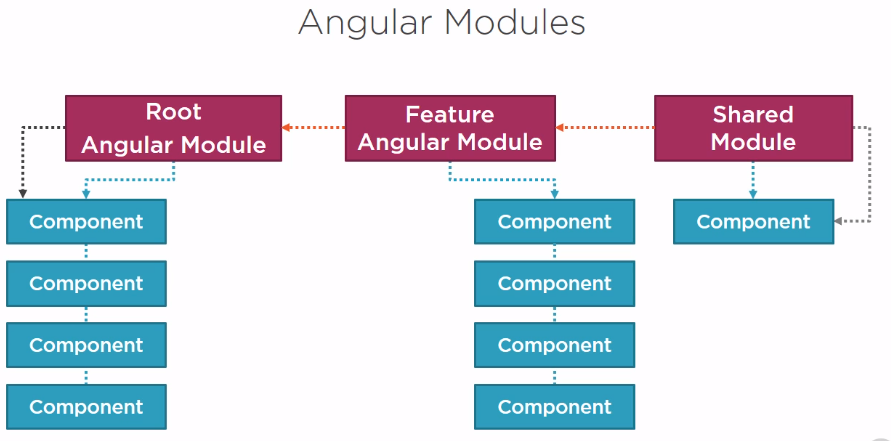 Angular Modules
Root
Angular Module
Feature
Angular Module
Shared
Module
Component
Component
Component
Component
Component
Component
Component
Component
Component